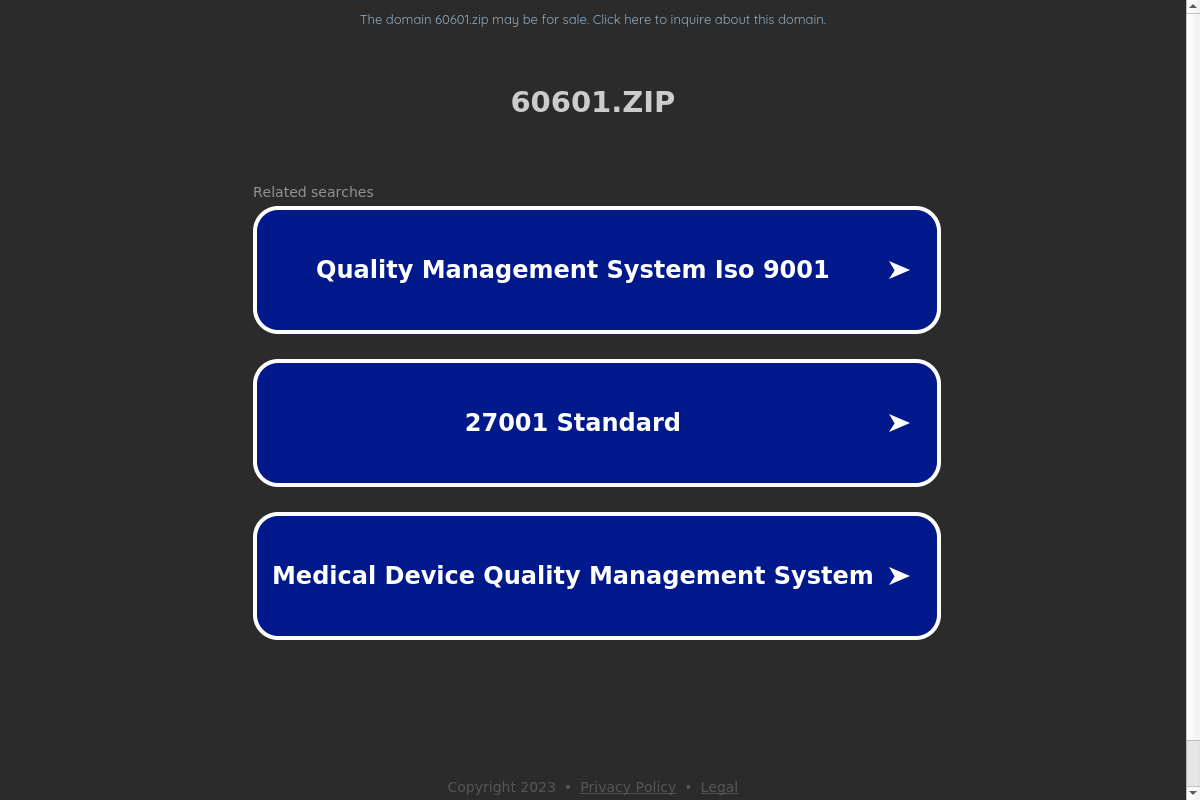 The domain 60601.zip may be for sale. Click here to inquire about this domain.
60601.ZIP
Related searches
Quality Management System Iso 9001
27001 Standard
Medical Device Quality Management System
Copyright 2023 • Privacy Policy • Legal